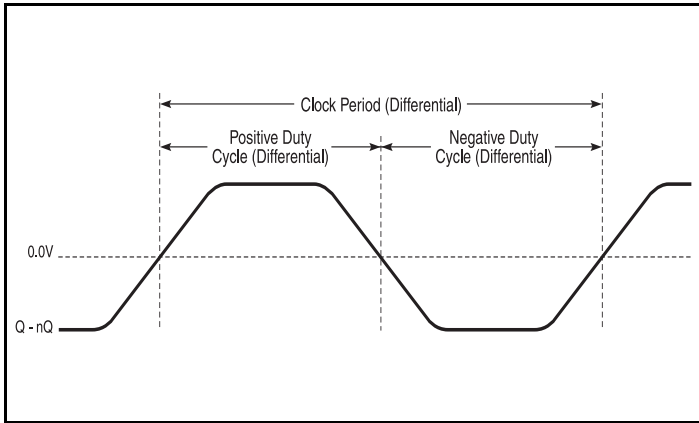 Clock Period (Differential)
Positive Duty
Cycle (Differential)
Negative Duty
Cycle (Differential)
0.0V
Q - nQ